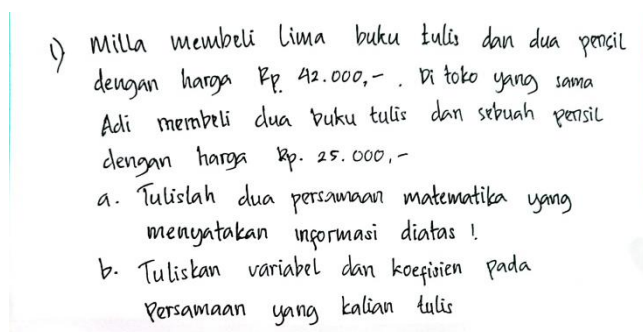 1) Milla membeli Lima buku tulis dan dua pensil
dengan harga Rp. 42.000,- . Di toko yang sama
Adi membeli dua buku tulis dan sebuah pensil
dengan harga Rp. 25.000,-
a. Tulislah dua persamaan matematika yang
menyatakan informasi diatas !
b. Tuliskan variabel dan koefisien pada
Persamaan yang kalian tulis